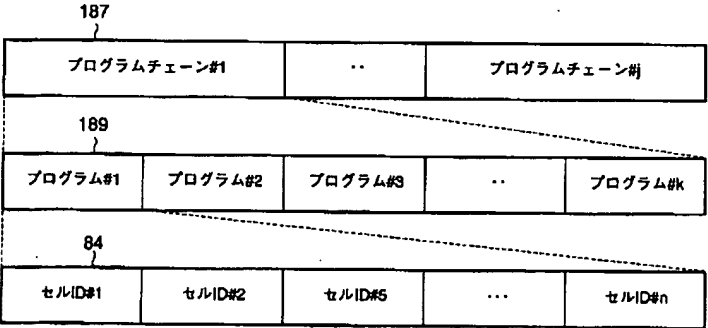 187
プログラムチェーン#1 ‥ プログラムチェーン#j
189
プログラム#1 プログラム#2 プログラム#3 ‥ プログラム#k
84
セルID#1 セルID#2 セルID#5 … セルID#n